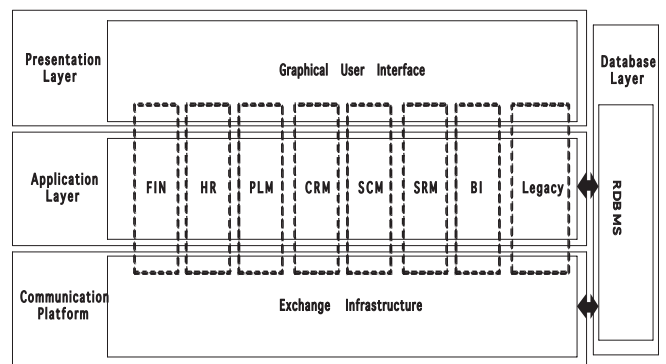 Presentation
Layer
Graphical User Interface
Database
Layer
Application
Layer
FIN
HR
PLM
CRM
SCM
SRM
BI
Legacy
RDBMS
Communication
Platform
Exchange Infrastructure